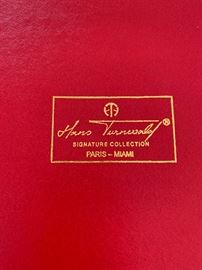 Hans Turnwald®
SIGNATURE COLLECTION
PARIS – MIAMI